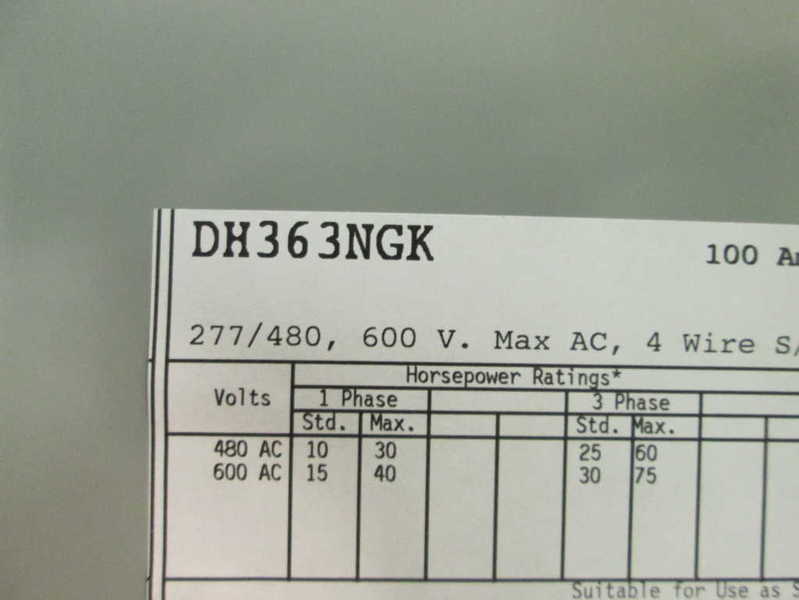 DH363NGK
100
277/480, 600 V. Max AC, 4 Wire
Horsepower Ratings*
Volts
1 Phase
3 Phase
Std. Max. Std. Max.
480 AC 10 30 25 60
600 AC 15 40 30 75
Suitable for Use as